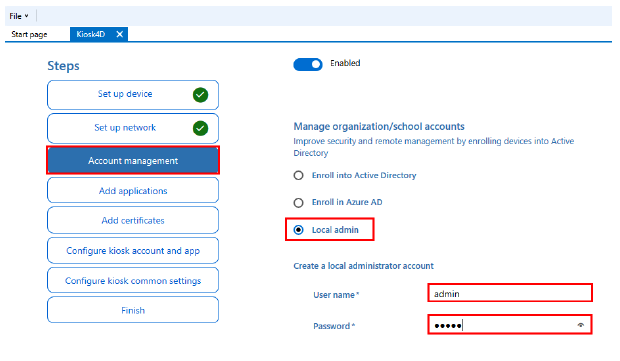 File
Start page
Kiosk4D
Steps
Enabled
Set up device
Set up network
Account management
Add applications
Add certificates
Configure kiosk account and app
Configure kiosk common settings
Finish
Manage organization/school accounts
Improve security and remote management by enrolling devices into Active
Directory
Enroll into Active Directory
Enroll in Azure AD
Local admin
Create a local administrator account
User name*
admin
Password*
●●●●●